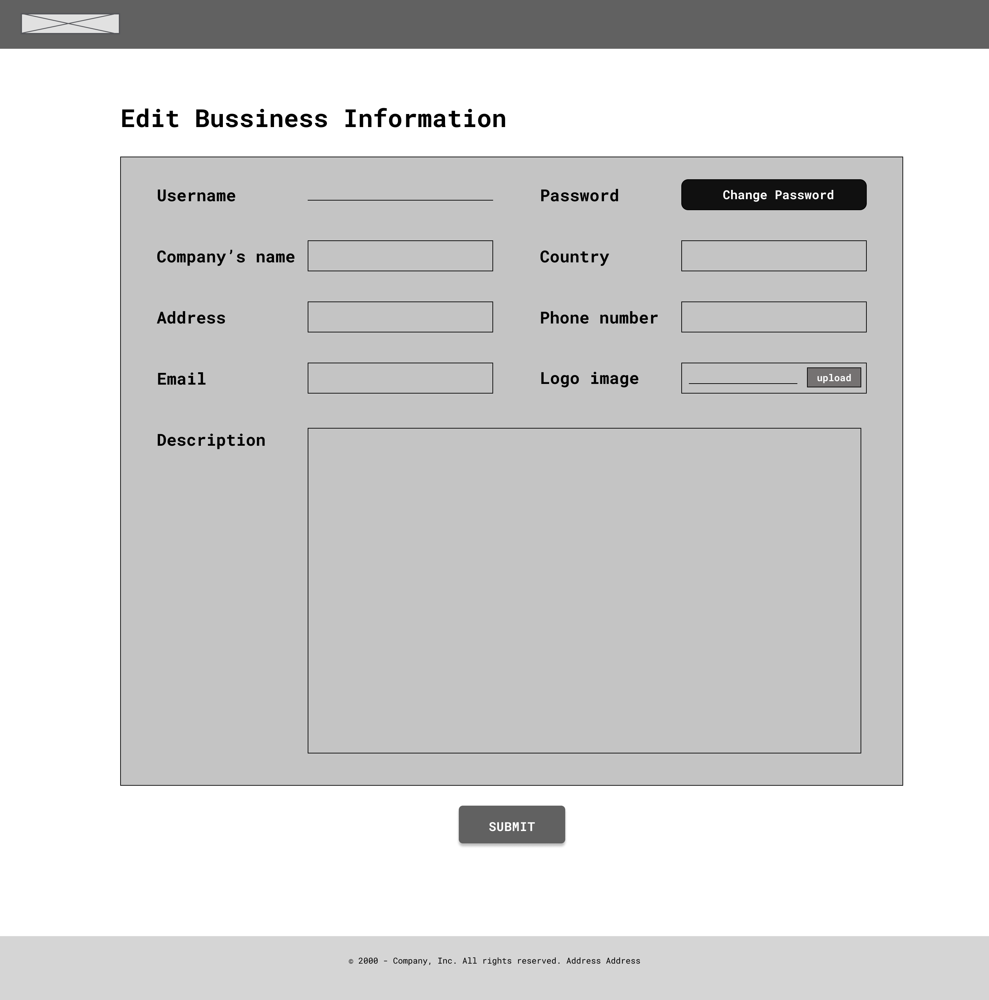 Edit Bussiness Information
Username
Password
Change Password
Company’s name
Country
Address
Phone number
Email
Logo image
upload
Description
SUBMIT
© 2000 - Company, Inc. All rights reserved. Address Address